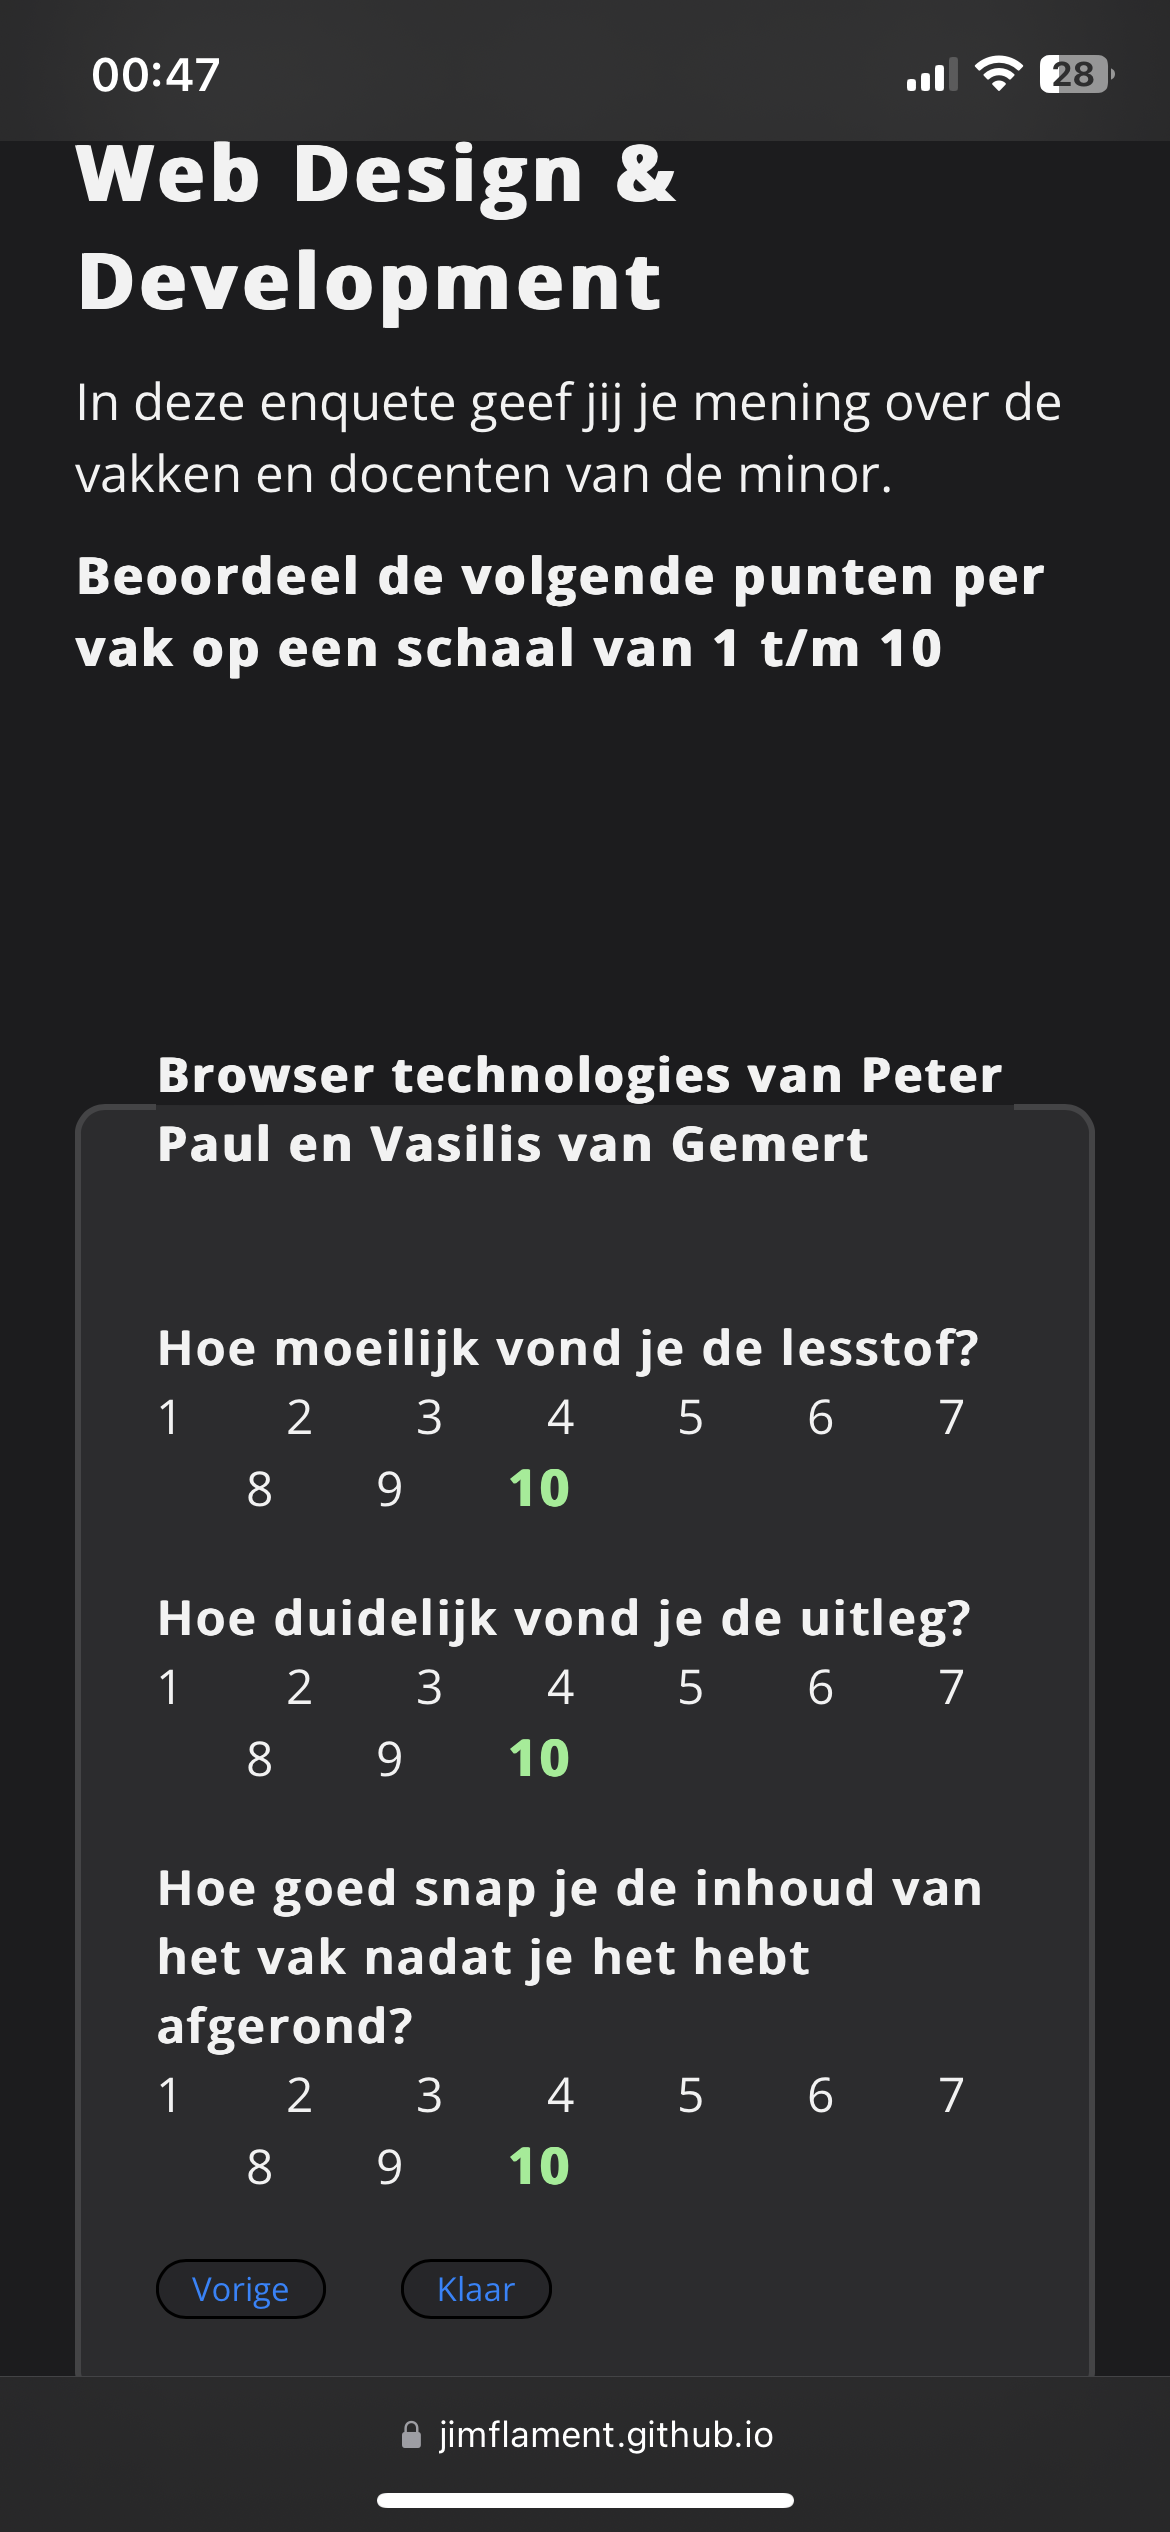 00:47
28
Web Design &
Development
In deze enquete geef jij je mening over de
vakken en docenten van de minor.
Beoordeel de volgende punten per
vak op een schaal van 1 t/m 10
Browser technologies van Peter
Paul en Vasilis van Gemert
Hoe moeilijk vond je de lesstof?
1 2 3 4 5 6 7
8 9 10
Hoe duidelijk vond je de uitleg?
1 2 3 4 5 6 7
8 9 10
Hoe goed snap je de inhoud van
het vak nadat je het hebt
afgerond?
1 2 3 4 5 6 7
8 9 10
Vorige Klaar
jimflament.github.io